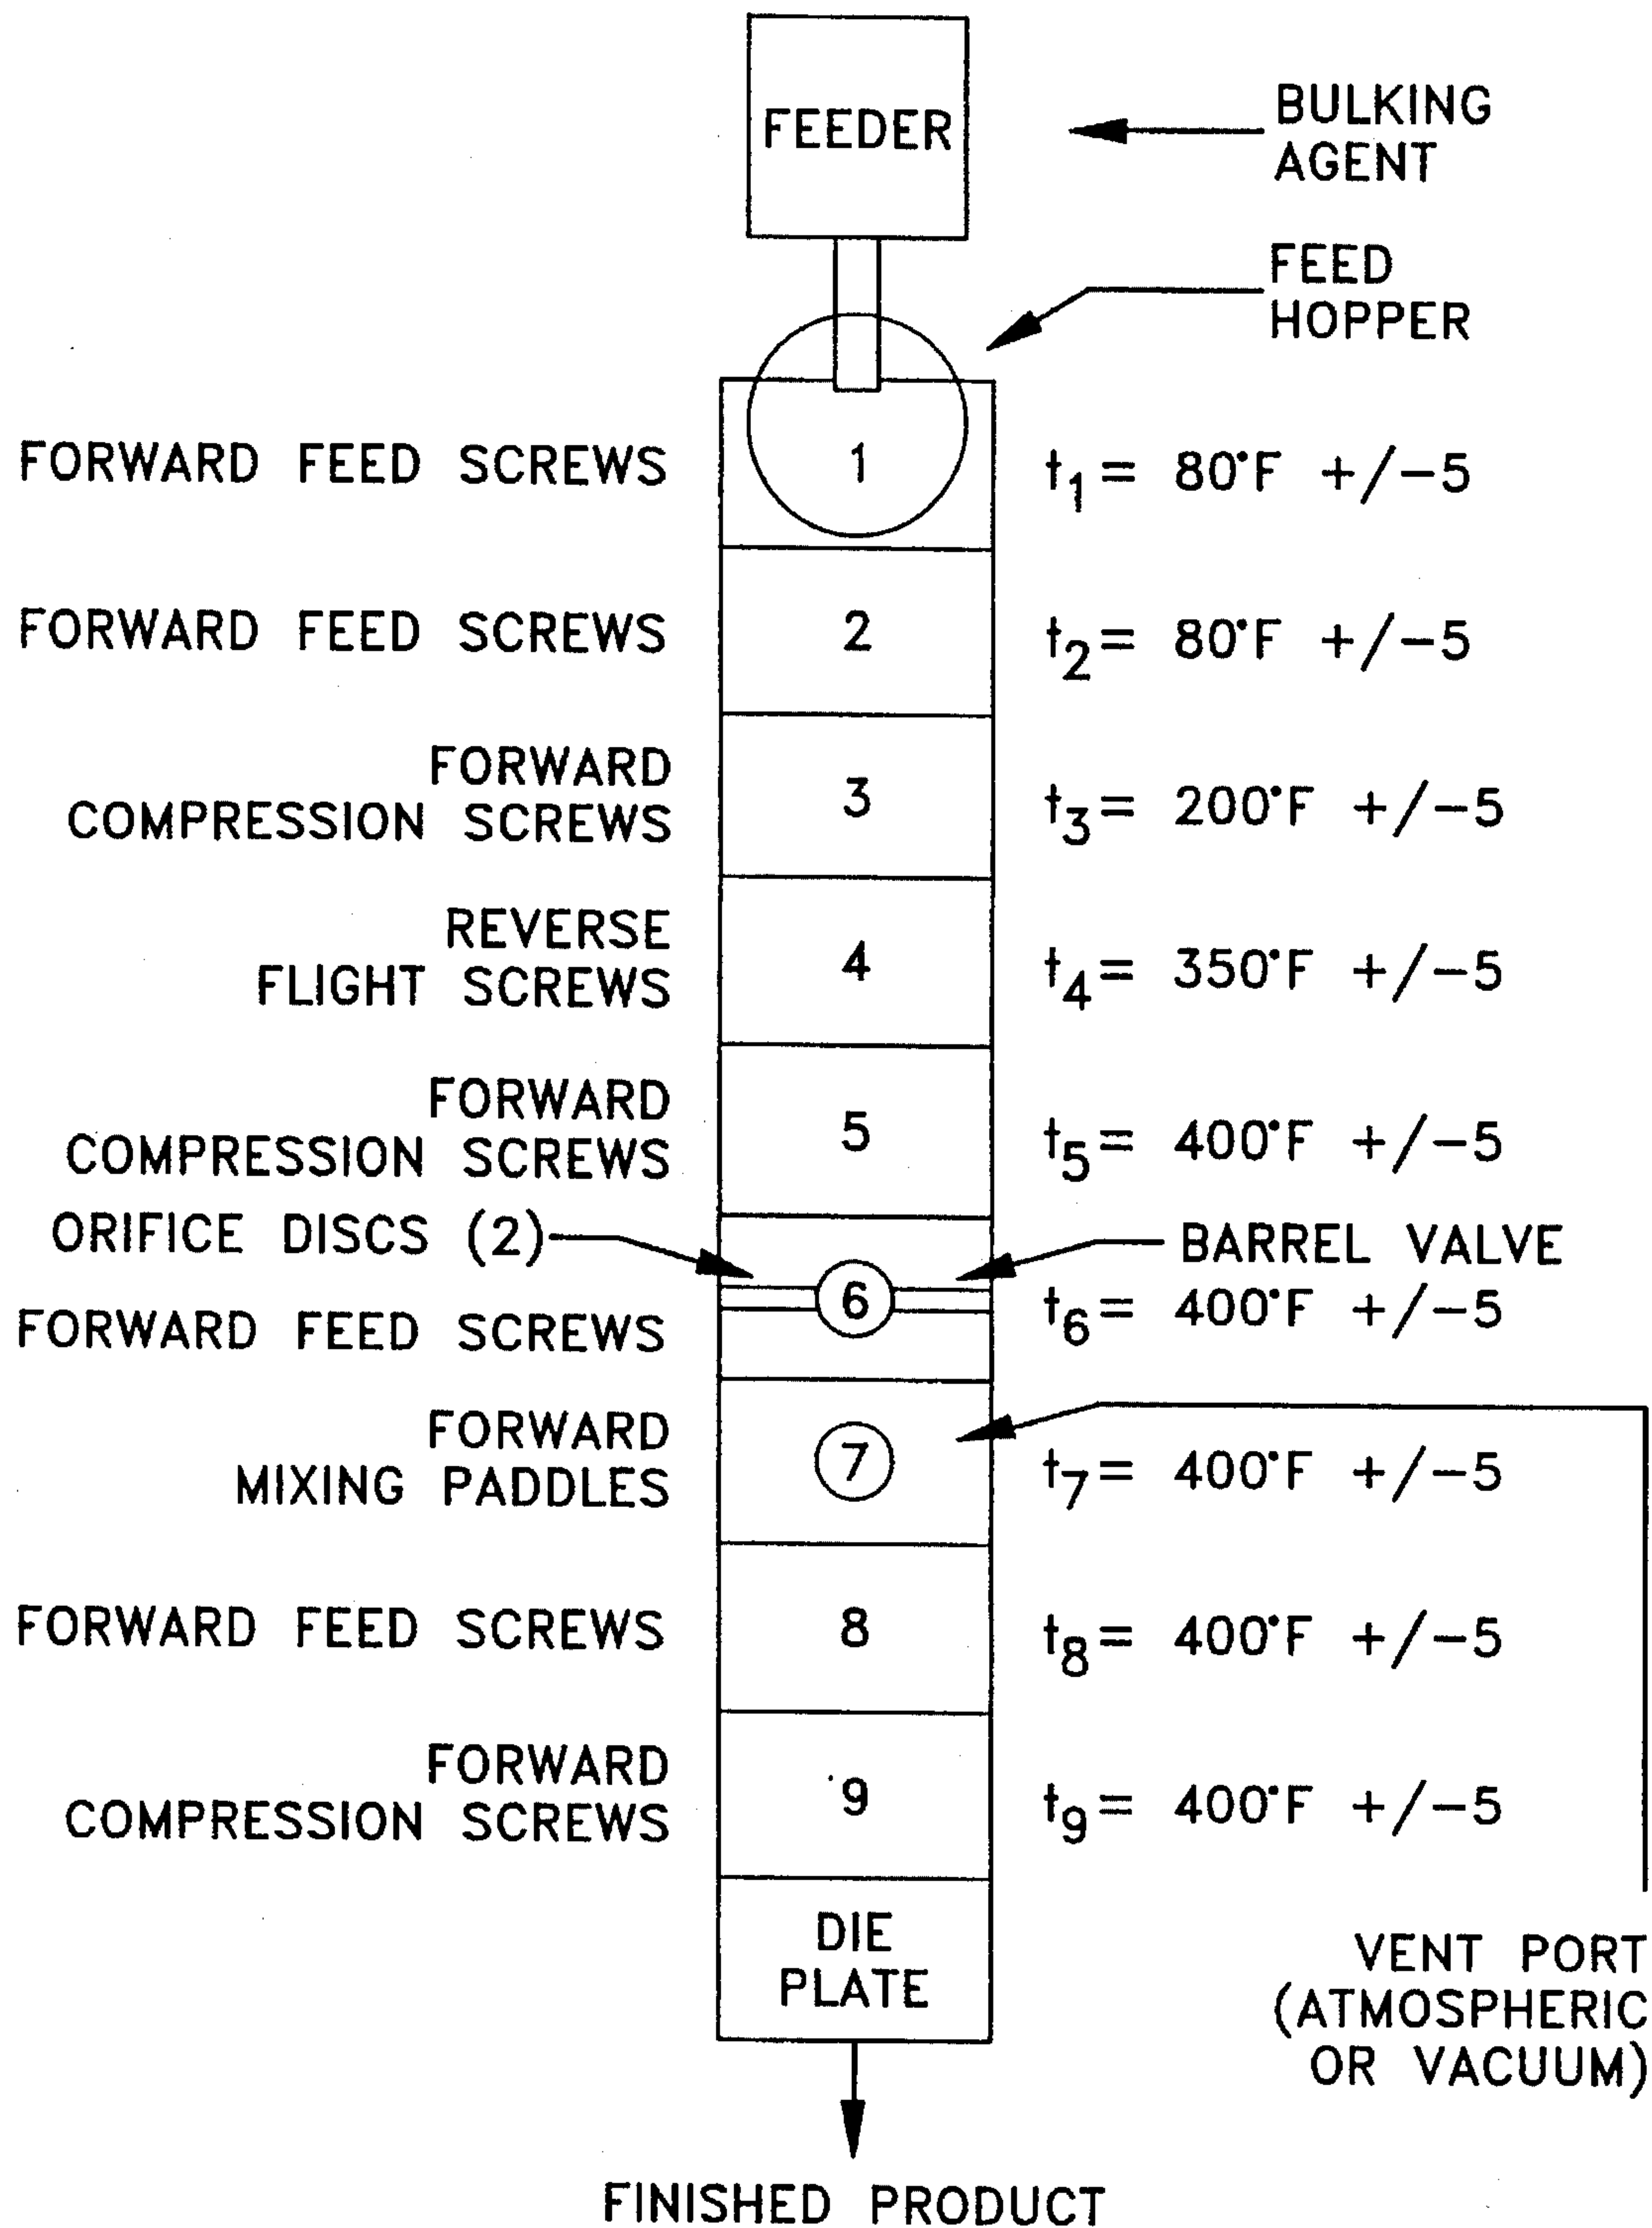 FEEDER
BULKING
AGENT
FEED
HOPPER
FORWARD FEED SCREWS
1
t1= 80°F +/-5
FORWARD FEED SCREWS
2
t2= 80°F +/-5
FORWARD
COMPRESSION SCREWS
3
t3= 200°F +/-5
REVERSE
FLIGHT SCREWS
4
t4= 350°F +/-5
FORWARD
COMPRESSION SCREWS
5
t5= 400°F +/-5
ORIFICE DISCS (2)
BARREL VALVE
FORWARD FEED SCREWS
6
t6= 400°F +/-5
FORWARD
MIXING PADDLES
7
t7= 400°F +/-5
FORWARD FEED SCREWS
8
t8= 400°F +/-5
FORWARD
COMPRESSION SCREWS
9
t9= 400°F +/-5
DIE
PLATE
VENT PORT
(ATMOSPHERIC
OR VACUUM)
FINISHED PRODUCT